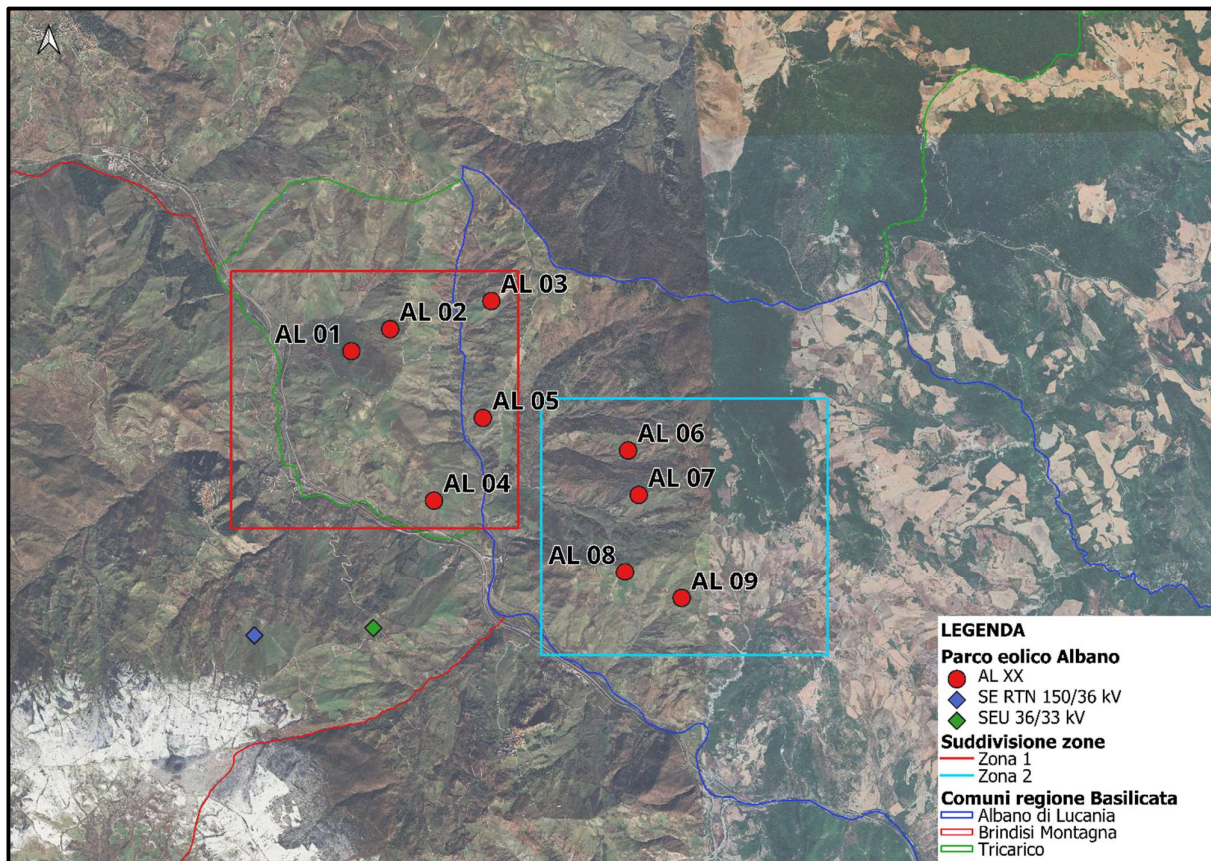 AL 03
AL 02
AL 01
AL 05
AL 06
AL 07
AL 04
AL 08
AL 09
LEGENDA
Parco eolico Albano
AL XX
SE RTN 150/36 kV
SEU 36/33 kV
Suddivisione zone
Zona 1
Zona 2
Comuni regione Basilicata
Albano di Lucania
Brindisi Montagna
Tricarico